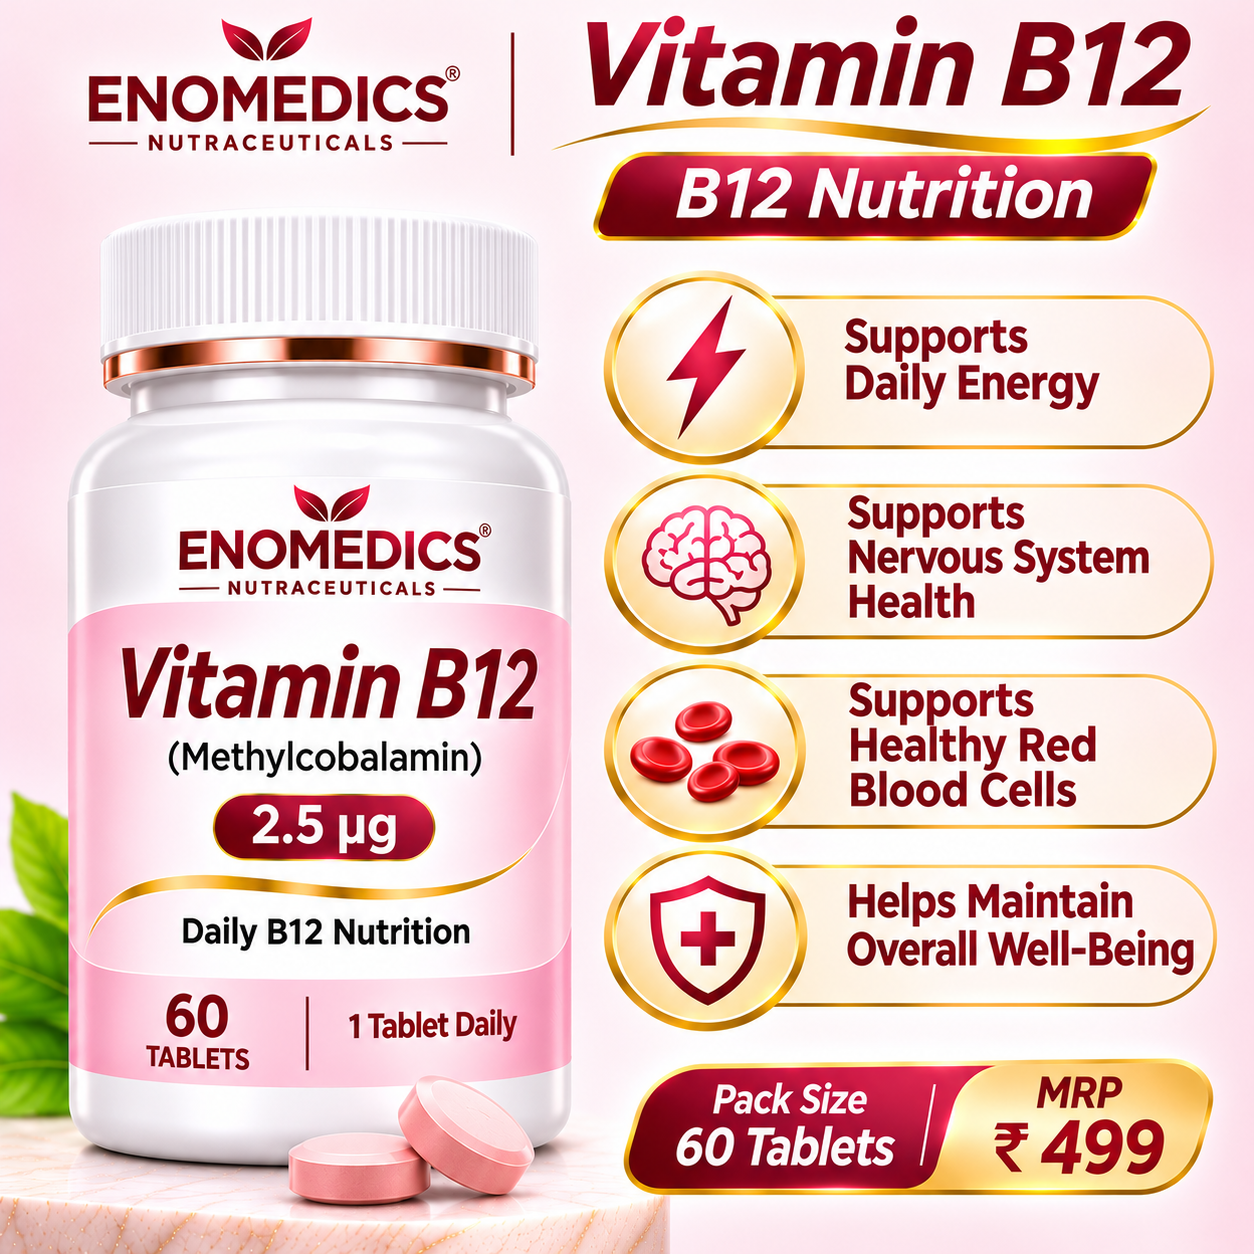 ENOMEDICS®
NUTRACEUTICALS
Vitamin B12
B12 Nutrition
ENOMEDICS®
NUTRACEUTICALS
Vitamin B12
(Methylcobalamin)
2.5 µg
Daily B12 Nutrition
60
TABLETS
1 Tablet Daily
Supports
Daily Energy
Supports
Nervous System
Health
Supports
Healthy Red
Blood Cells
Helps Maintain
Overall Well-Being
Pack Size
60 Tablets
MRP
₹ 499